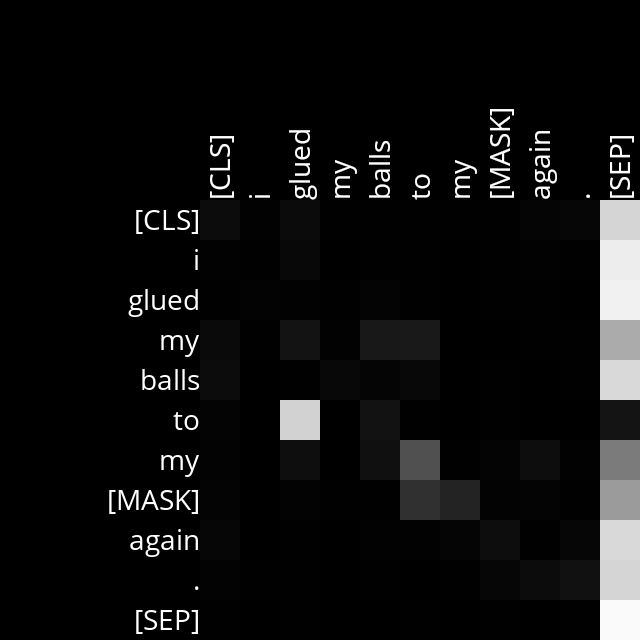 [CLS] i glued my balls to my [MASK] again . [SEP]
[CLS]
i
glued
my
balls
to
my
[MASK]
again
.
[SEP]